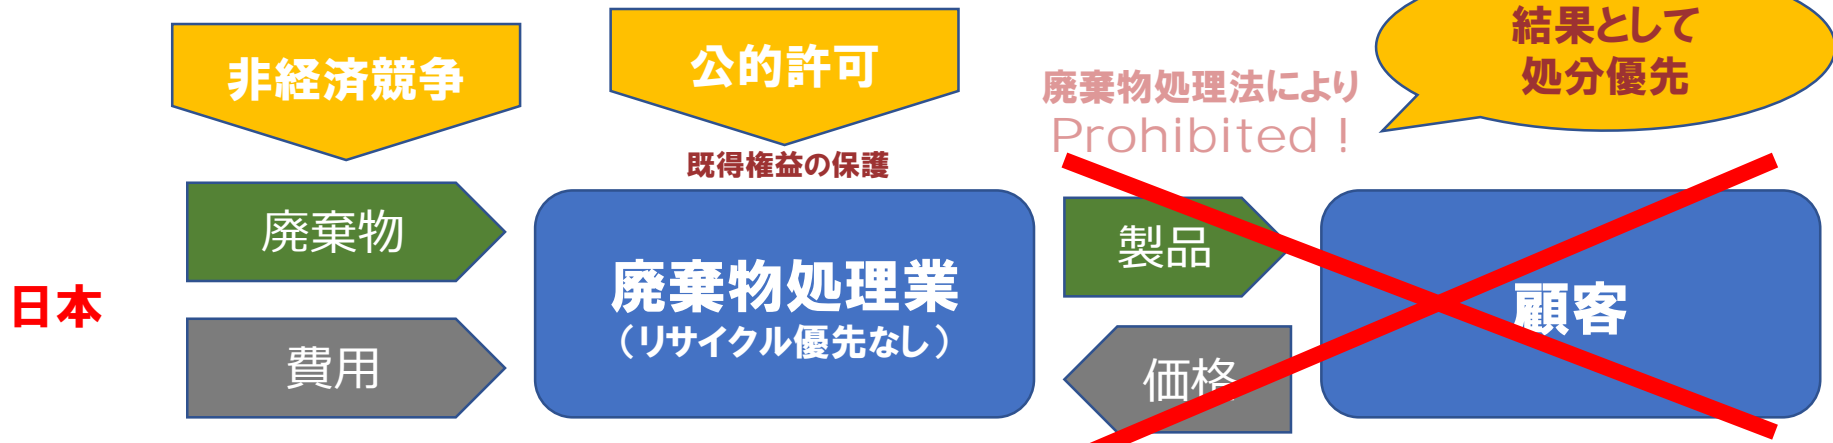 非経済競争
公的許可
結果として
処分優先
廃棄物処理法により
Prohibited！
既得権益の保護
廃棄物
製品
日本
廃棄物処理業
（リサイクル優先なし）
顧客
費用
価格